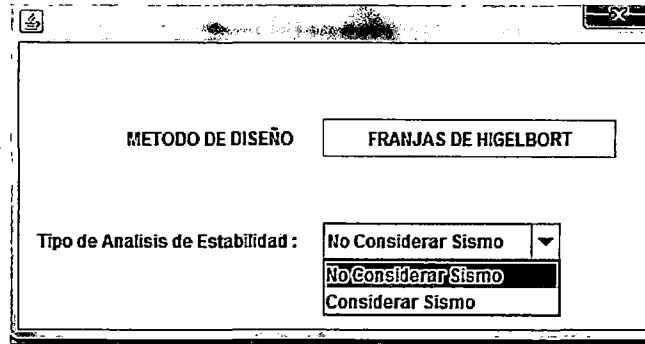 METODO DE DISEÑO FRANJAS DE HIGELBORT
Tipo de Analisis de Estabilidad : No Considerar Sismo
No Considerar Sismo
Considerar Sismo